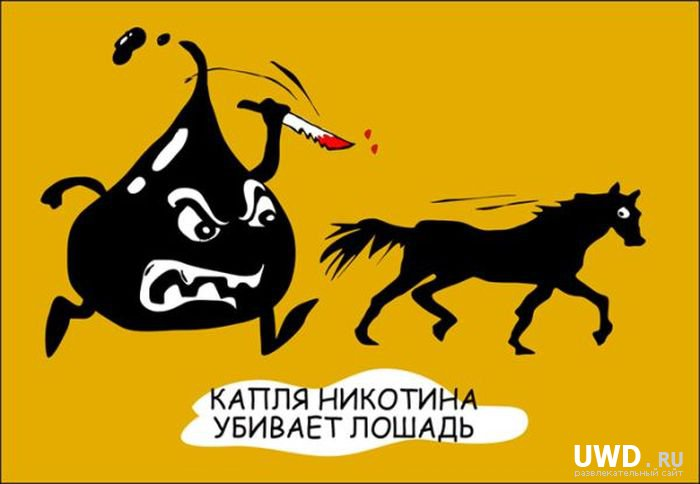 КАПЛЯ НИКОТИНА
УБИВАЕТ ЛОШАДЬ
UWD.RU
развлекательный сайт